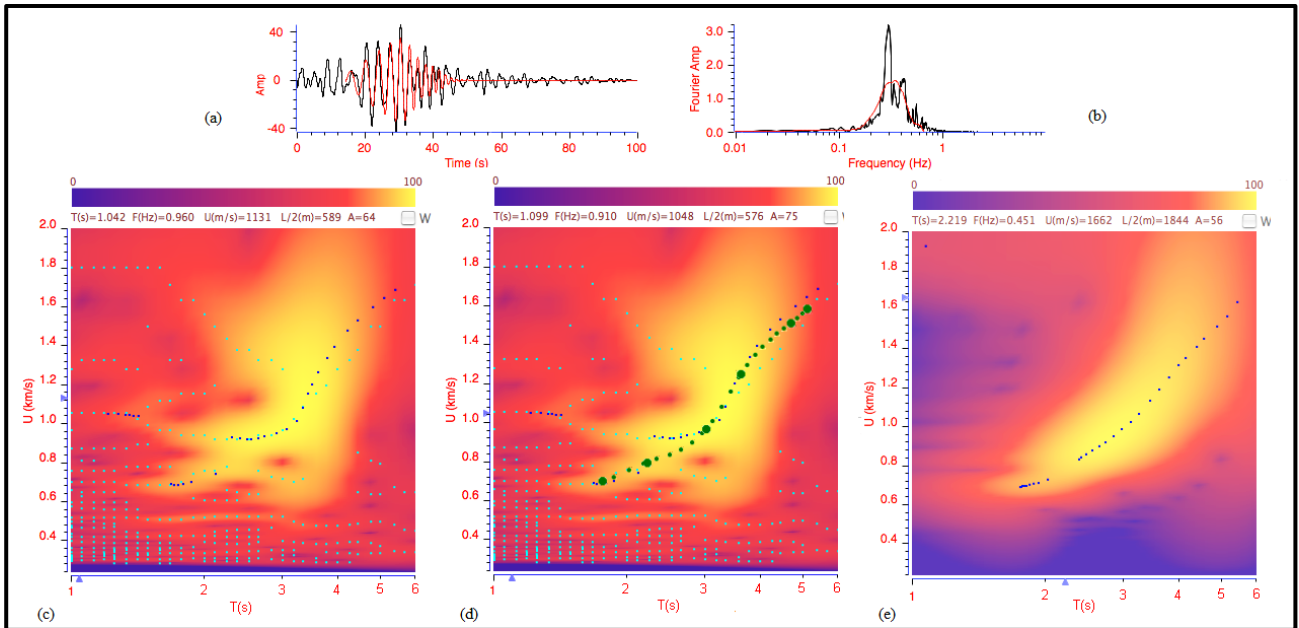 40
0
-40
Amp
0 20 40 60 80 100
Time (s)
(a)
3.0
2.0
1.0
0.0
Fourier Amp
0.01 0.1 1
Frequency (Hz)
(b)
0 100
T(s)=1.042 F(Hz)=0.960 U(m/s)=1131 L/2(m)=589 A=64 W
2.0
1.8
1.6
1.4
1.2
1.0
0.8
0.6
0.4
U (km/s)
1 2 3 4 5 6
T(s)
(c)
0 100
T(s)=1.099 F(Hz)=0.910 U(m/s)=1048 L/2(m)=576 A=75
2.0
1.8
1.6
1.4
1.2
1.0
0.8
0.6
0.4
U (km/s)
1 2 3 4 5 6
T(s)
(d)
0 100
T(s)=2.219 F(Hz)=0.451 U(m/s)=1662 L/2(m)=1844 A=56 W
2.0
1.8
1.6
1.4
1.2
1.0
0.8
0.6
0.4
U (km/s)
1 2 3 4 5 6
T(s)
(e)